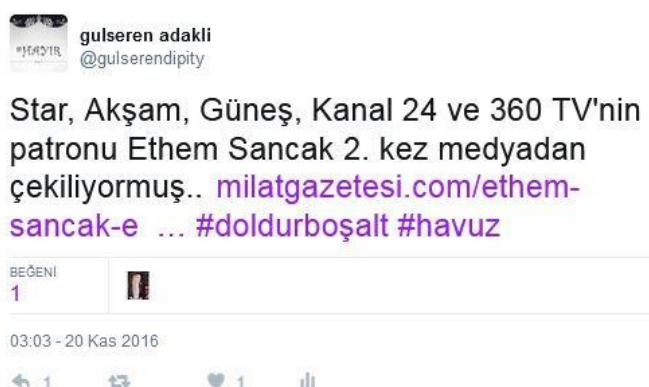 gulseren adakli
#HAYIR
@gulserendipity
Star, Akşam, Güneş, Kanal 24 ve 360 TV'nin
patronu Ethem Sancak 2. kez medyadan
çekiliyormuş.. milatgazetesi.com/ethem-
sancak-e ... #doldurboşalt #havuz
BEĞENİ
1
03:03 - 20 Kas 2016
1 1